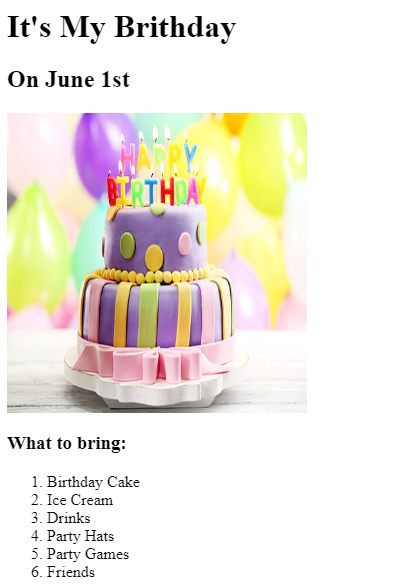 It's My Brithday
On June 1st
HAPPY
BIRTHDAY
What to bring:
1. Birthday Cake
2. Ice Cream
3. Drinks
4. Party Hats
5. Party Games
6. Friends